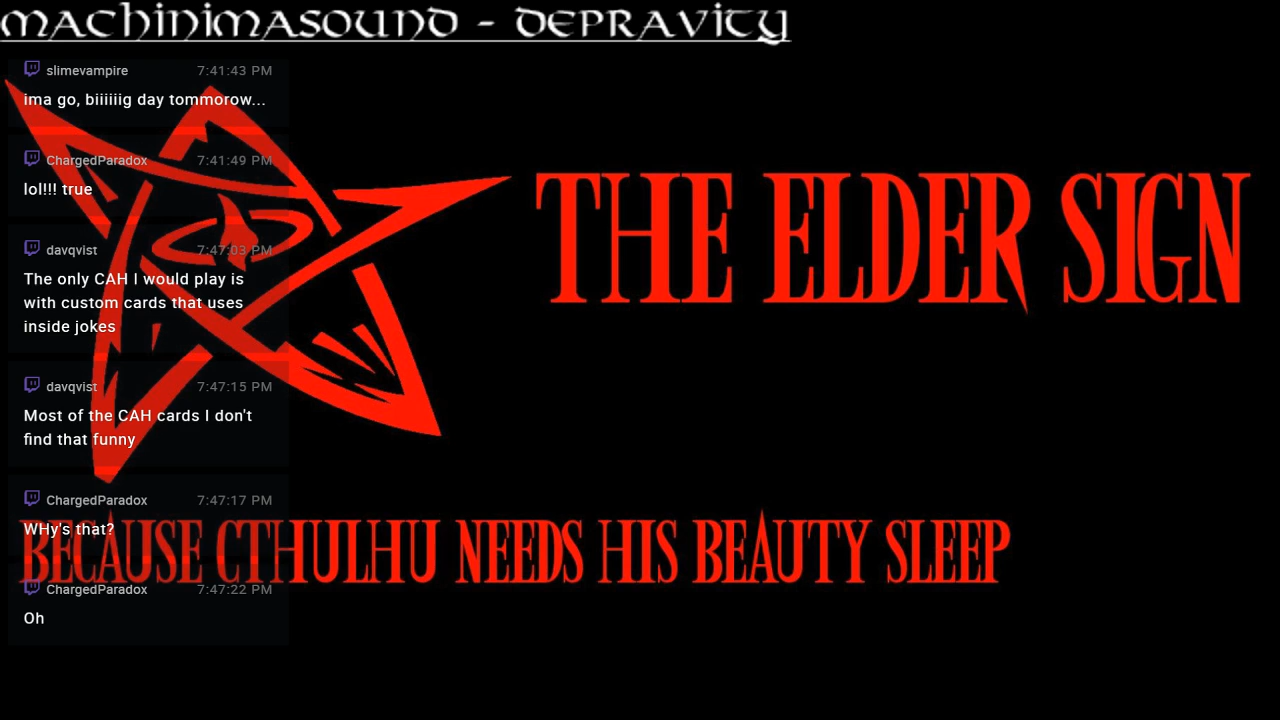 MACHINIMASOUND - DEPRAVITY
slimevampire 7:41:43 PM
ima go, biiiiiig day tommorow...
ChargedParadox 7:41:49 PM
lol!!! true
davqvist 7:47:03 PM
The only CAH I would play is
with custom cards that uses
inside jokes
davqvist 7:47:15 PM
Most of the CAH cards I don't
find that funny
ChargedParadox 7:47:17 PM
WHy's that?
ChargedParadox 7:47:22 PM
Oh
THE ELDER SIGN
BECAUSE CTHULHU NEEDS HIS BEAUTY SLEEP